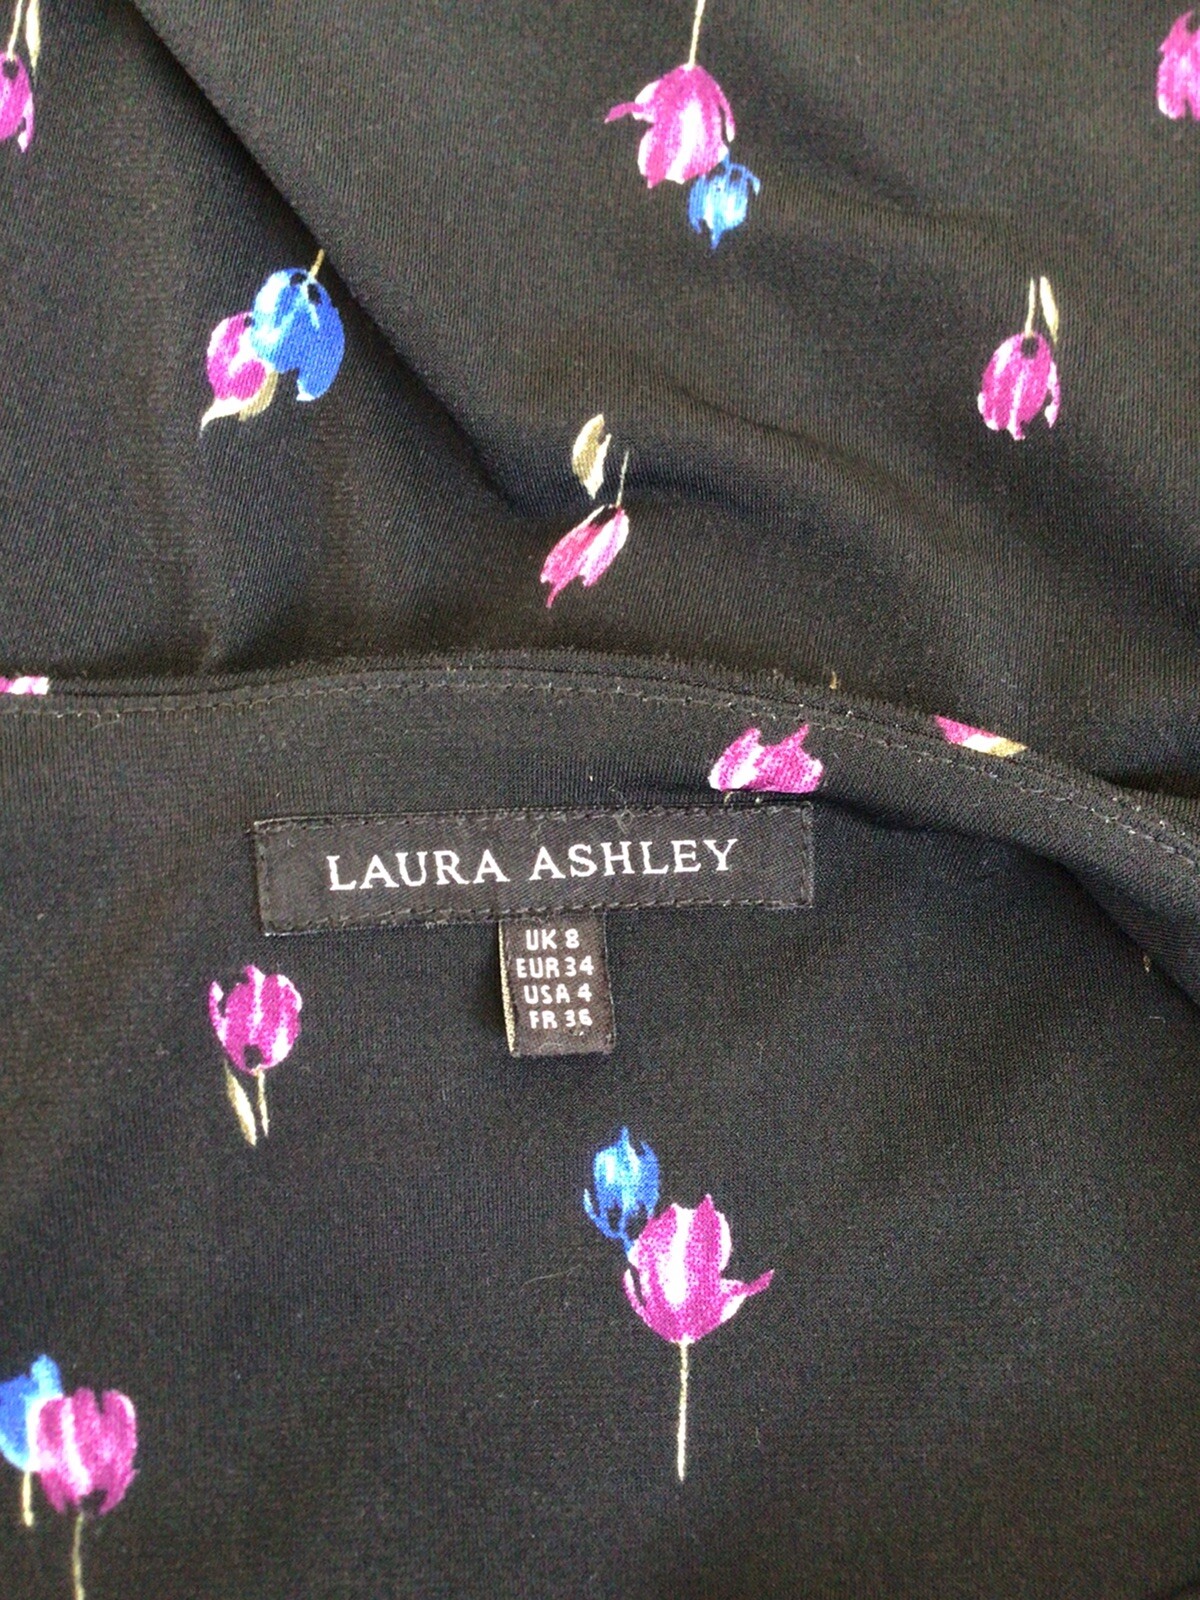 LAURA ASHLEY
UK 8
EUR 34
USA 4
FR 36